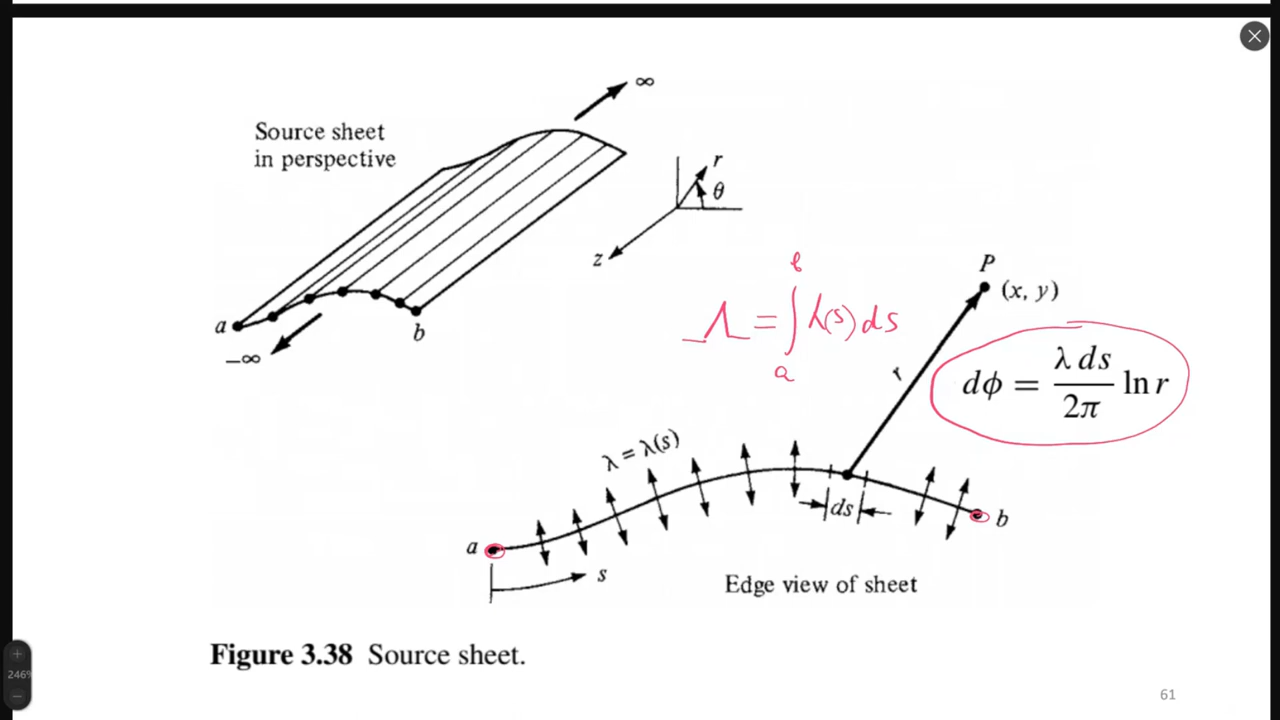 ∞
Source sheet
in perspective
r
θ
z
a
b
−∞
P
(x, y)
Λ = ∫ₐᵇ λ(s) ds
r
dϕ = λ ds / 2π ln r
λ = λ(s)
ds
a
b
s
Edge view of sheet
Figure 3.38 Source sheet.
246%
61